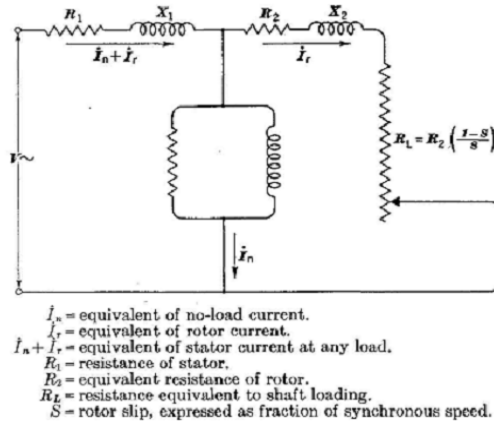 R₁ X₁ R₂ X₂
İₙ+İᵣ İᵣ
V~
R_L = R₂ (1-S/S)
İₙ
İₙ = equivalent of no-load current.
İᵣ = equivalent of rotor current.
İₙ + İᵣ = equivalent of stator current at any load.
R₁ = resistance of stator.
R₂ = equivalent resistance of rotor.
R_L = resistance equivalent to shaft loading.
S = rotor slip, expressed as fraction of synchronous speed.